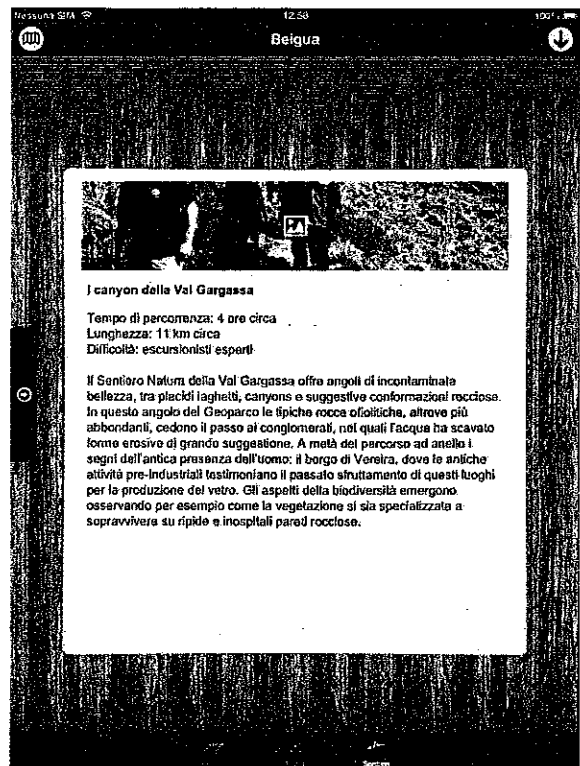 Nessuna SIM 12.58 100%
Beigua
I canyon della Val Gargassa
Tempo di percorrenza: 4 ore circa
Lunghezza: 11 km circa
Difficoltà: escursionisti esperti
Il Sentiero Natura della Val Gargassa offre angoli di incontaminata
bellezza, tra placidi laghetti, canyons e suggestive conformazioni rocciose.
In questo angolo del Geoparco le tipiche rocce ofiolitiche, altrove più
abbondanti, cedono il passo ai conglomerati, nei quali l'acqua ha scavato
forme erosive di grande suggestione. A metà del percorso ad anello i
segni dell'antica presenza dell'uomo: il borgo di Vereira, dove le antiche
attività pre-industriali testimoniano il passato sfruttamento di questi luoghi
per la produzione del vetro. Gli aspetti della biodiversità emergono
osservando per esempio come la vegetazione si sia specializzata a
sopravvivere su ripide e inospitali pareti rocciose.